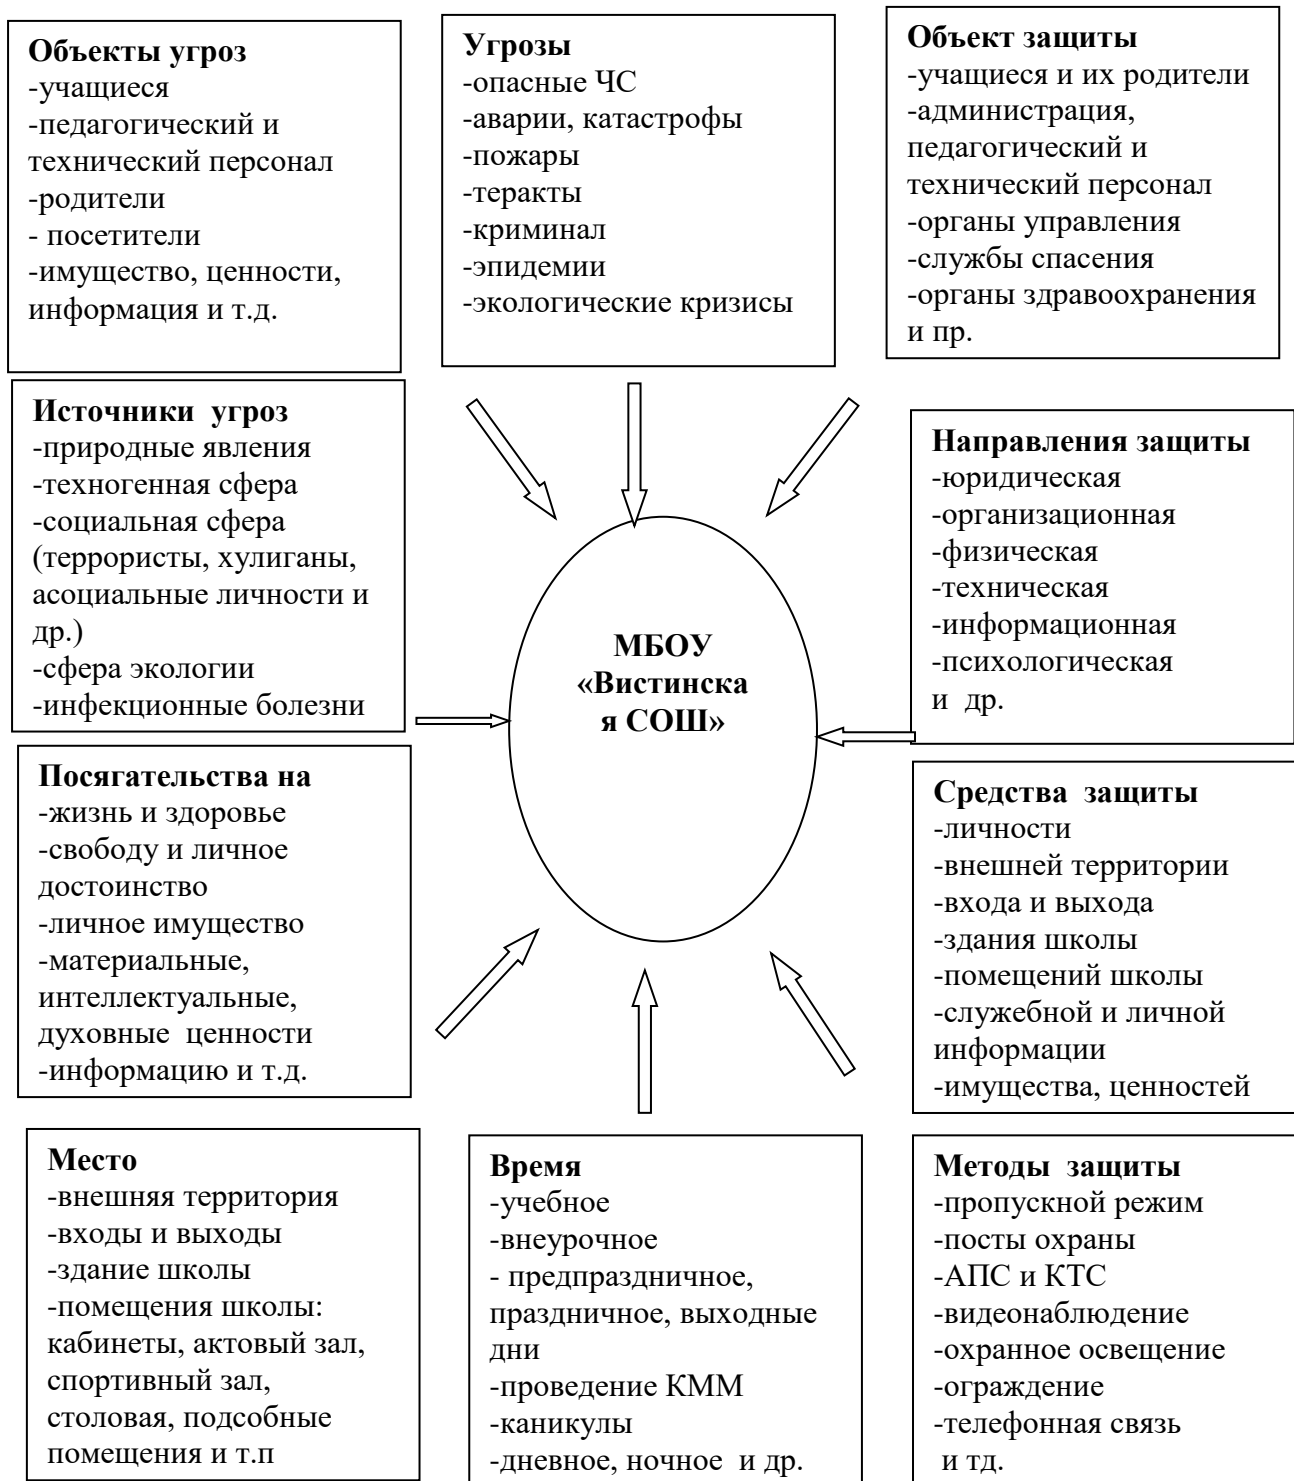 Объекты угроз
-учащиеся
-педагогический и
технический персонал
-родители
- посетители
-имущество, ценности,
информация и т.д.
Угрозы
-опасные ЧС
-аварии, катастрофы
-пожары
-теракты
-криминал
-эпидемии
-экологические кризисы
Объект защиты
-учащиеся и их родители
-администрация,
педагогический и
технический персонал
-органы управления
-службы спасения
-органы здравоохранения
и пр.
Источники угроз
-природные явления
-техногенная сфера
-социальная сфера
(террористы, хулиганы,
асоциальные личности и
др.)
-сфера экологии
-инфекционные болезни
МБОУ
«Вистинска
я СОШ»
Направления защиты
-юридическая
-организационная
-физическая
-техническая
-информационная
-психологическая
и др.
Посягательства на
-жизнь и здоровье
-свободу и личное
достоинство
-личное имущество
-материальные,
интеллектуальные,
духовные ценности
-информацию и т.д.
Средства защиты
-личности
-внешней территории
-входа и выхода
-здания школы
-помещений школы
-служебной и личной
информации
-имущества, ценностей
Место
-внешняя территория
-входы и выходы
-здание школы
-помещения школы:
кабинеты, актовый зал,
спортивный зал,
столовая, подсобные
помещения и т.п
Время
-учебное
-внеурочное
- предпраздничное,
праздничное, выходные
дни
-проведение КММ
-каникулы
-дневное, ночное и др.
Методы защиты
-пропускной режим
-посты охраны
-АПС и КТС
-видеонаблюдение
-охранное освещение
-ограждение
-телефонная связь
и тд.